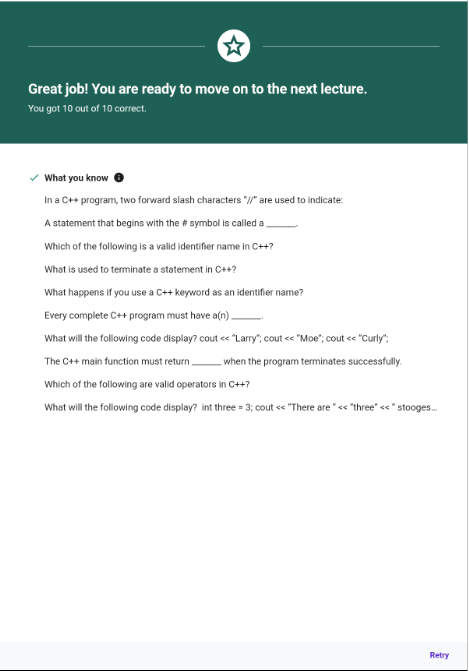 Great job! You are ready to move on to the next lecture.
You got 10 out of 10 correct.
What you know
In a C++ program, two forward slash characters "//" are used to indicate:
A statement that begins with the # symbol is called a ______.
Which of the following is a valid identifier name in C++?
What is used to terminate a statement in C++?
What happens if you use a C++ keyword as an identifier name?
Every complete C++ program must have a(n) ______.
What will the following code display? cout << "Larry"; cout << "Moe"; cout << "Curly";
The C++ main function must return ______ when the program terminates successfully.
Which of the following are valid operators in C++?
What will the following code display?  int three = 3; cout << "There are " << "three" << " stooges...
Retry